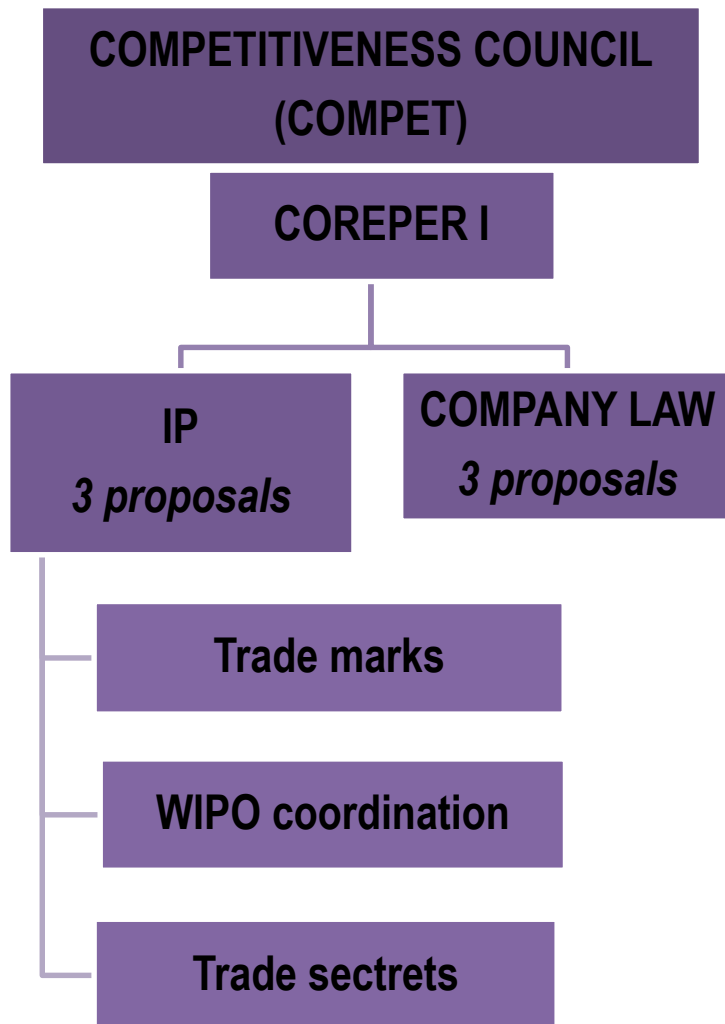 COMPETITIVENESS COUNCIL
(COMPET)
COREPER I
IP
3 proposals
COMPANY LAW
3 proposals
Trade marks
WIPO coordination
Trade sectrets